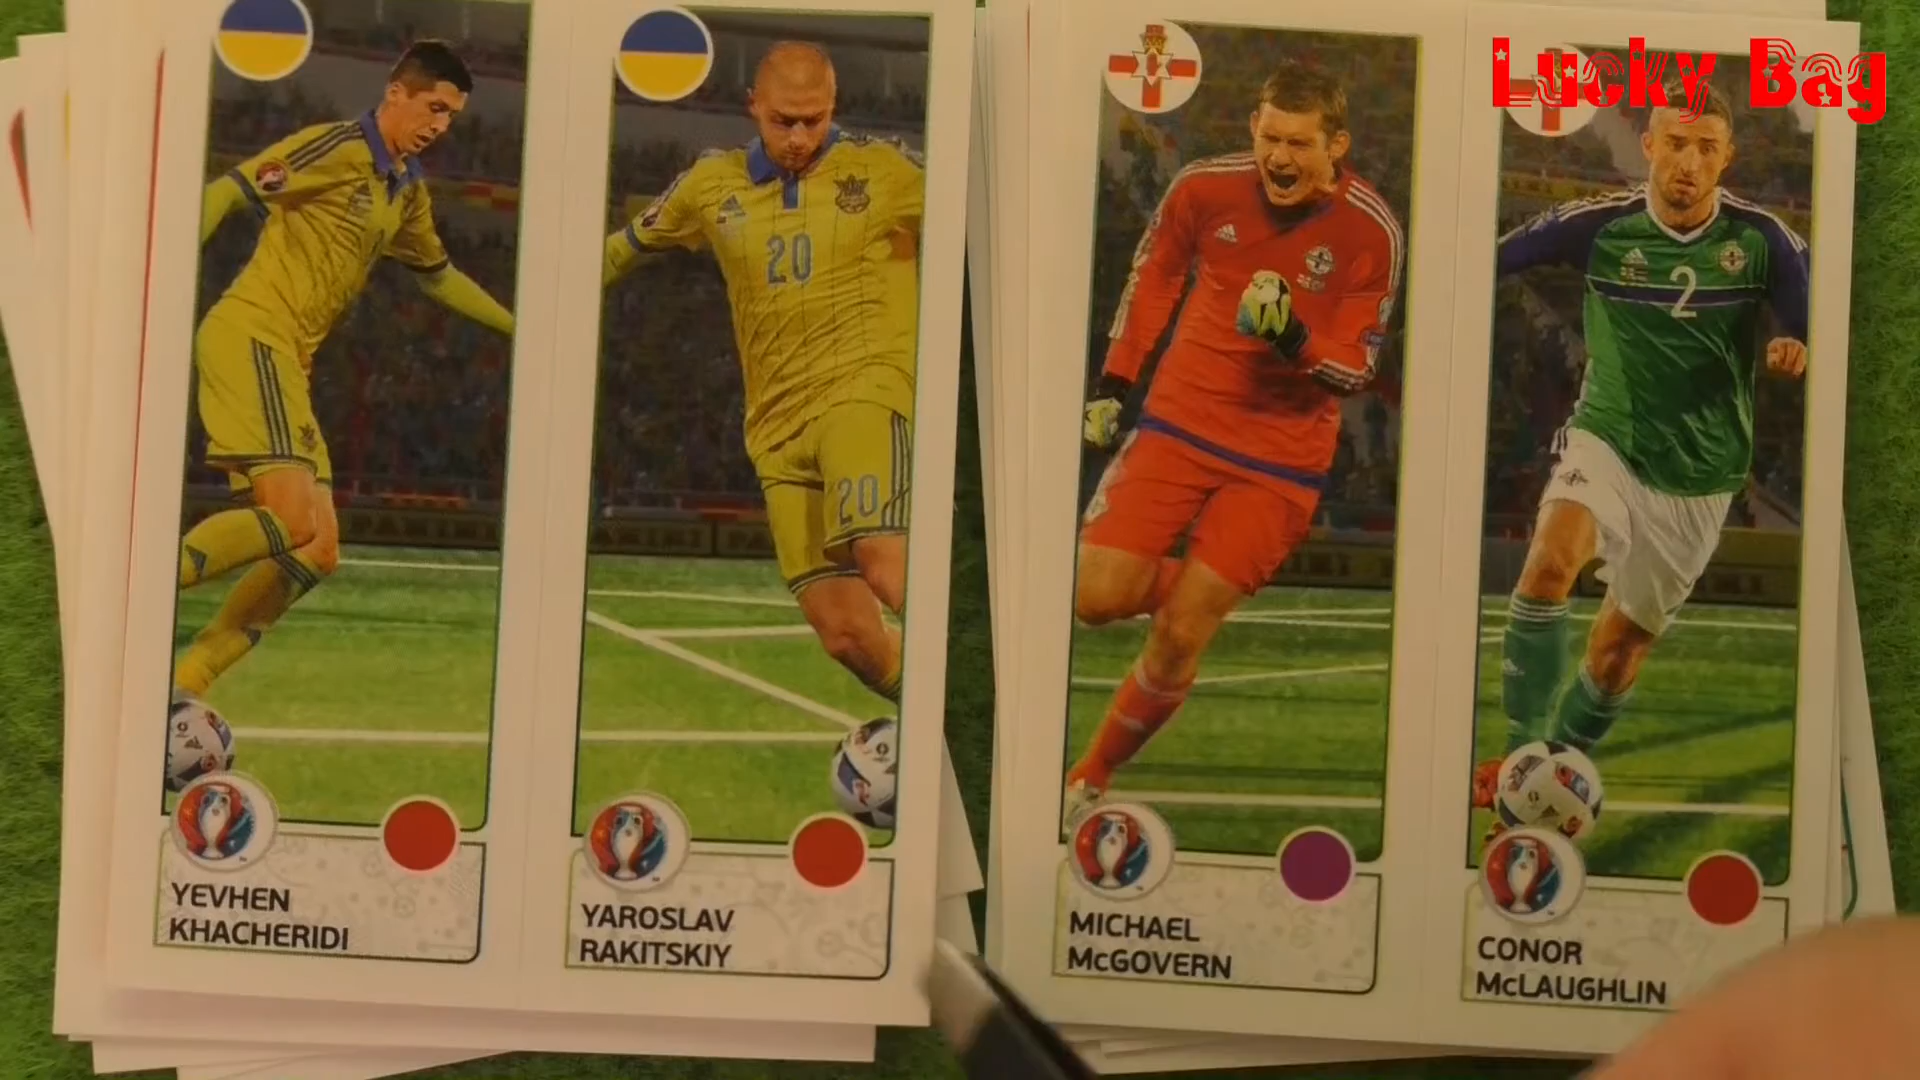 Lucky Bag
20
20
2
YEVHEN
KHACHERIDI
YAROSLAV
RAKITSKIY
MICHAEL
McGOVERN
CONOR
McLAUGHLIN